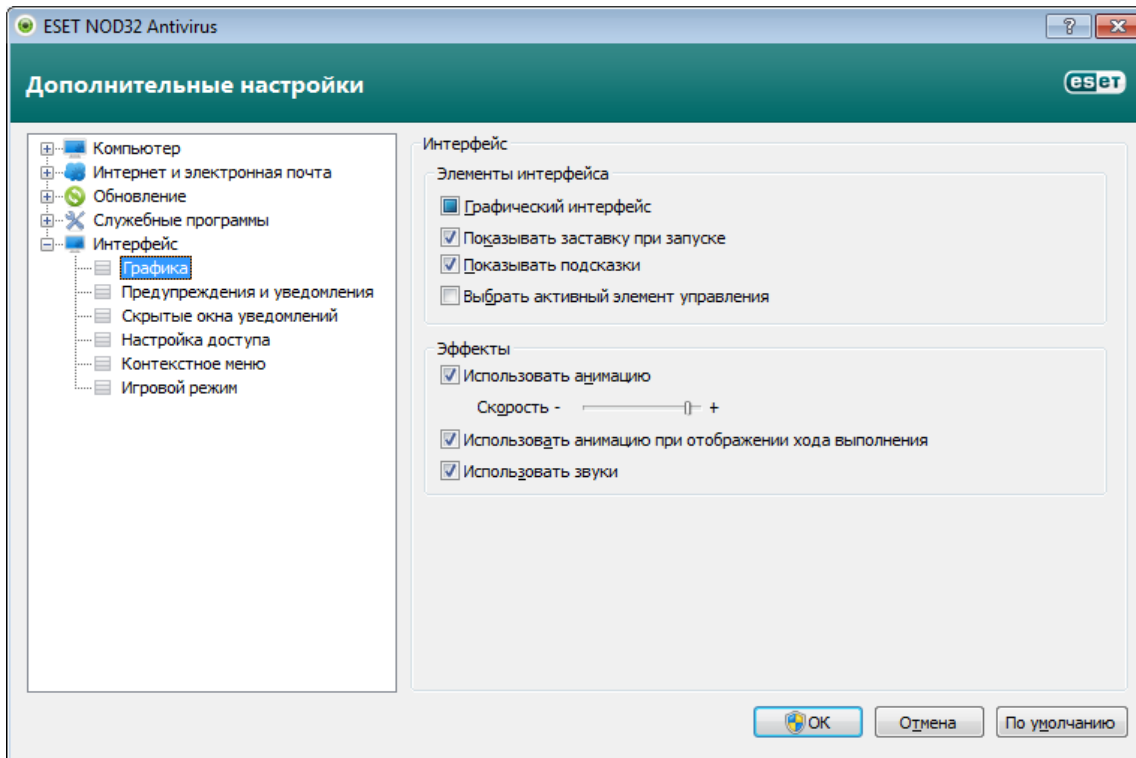 ESET NOD32 Antivirus
?
Дополнительные настройки
eset
Компьютер
Интернет и электронная почта
Обновление
Служебные программы
Интерфейс
Графика
Предупреждения и уведомления
Скрытые окна уведомлений
Настройка доступа
Контекстное меню
Игровой режим
Интерфейс
Элементы интерфейса
Графический интерфейс
Показывать заставку при запуске
Показывать подсказки
Выбрать активный элемент управления
Эффекты
Использовать анимацию
Скорость - +
Использовать анимацию при отображении хода выполнения
Использовать звуки
OK
Отмена
По умолчанию